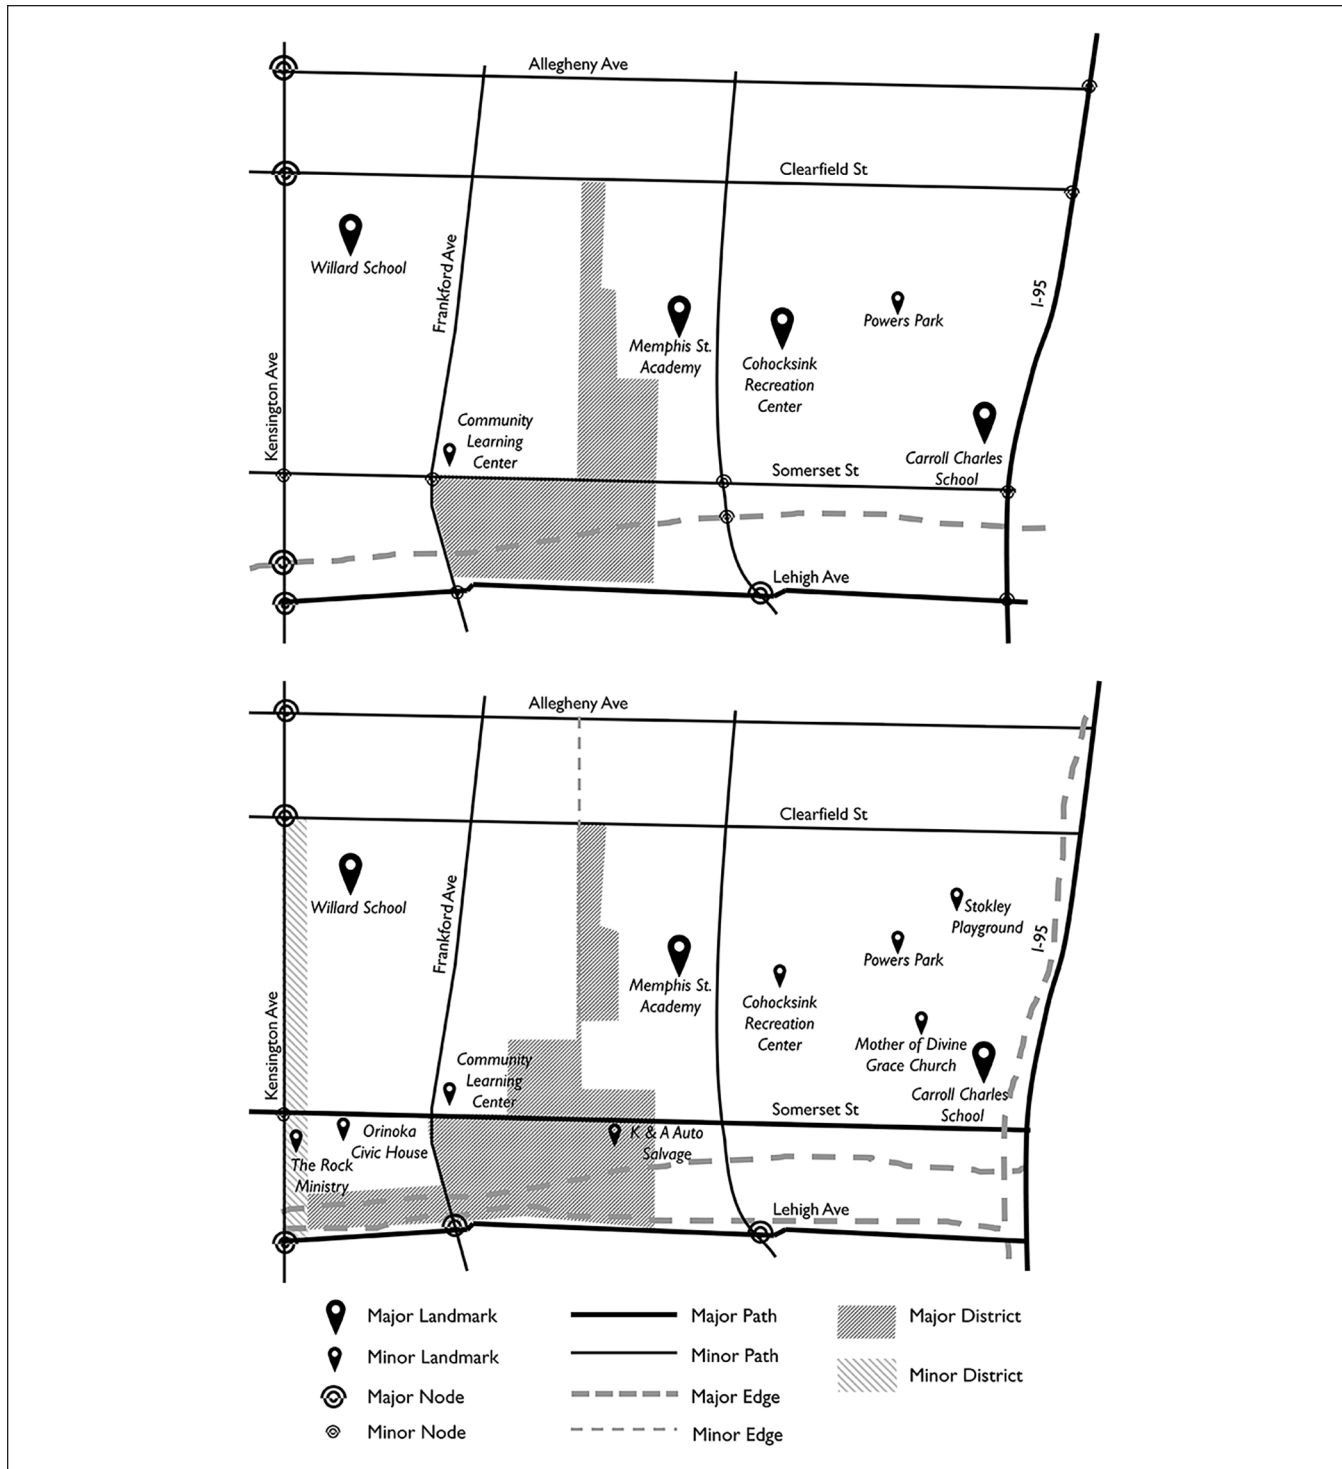 Allegheny Ave
Clearfield St
Willard School
Frankford Ave
I-95
Powers Park
Memphis St.
Academy
Cohocksink
Recreation
Center
Kensington Ave
Community
Learning
Center
Carroll Charles
School
Somerset St
Lehigh Ave
Allegheny Ave
Clearfield St
Willard School
Frankford Ave
Stokley
Playground
I-95
Powers Park
Memphis St.
Academy
Cohocksink
Recreation
Center
Kensington Ave
Mother of Divine
Grace Church
Community
Learning
Center
Carroll Charles
School
Somerset St
Orinoka
Civic House
K & A Auto
Salvage
The Rock
Ministry
Lehigh Ave
Major Landmark
Major Path
Major District
Minor Landmark
Minor Path
Minor District
Major Node
Major Edge
Minor Node
Minor Edge